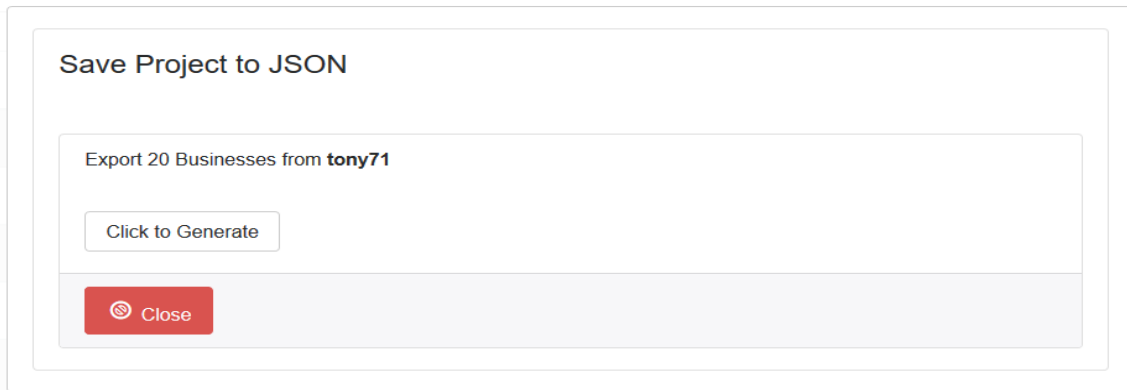 Save Project to JSON
Export 20 Businesses from tony71
Click to Generate
Close